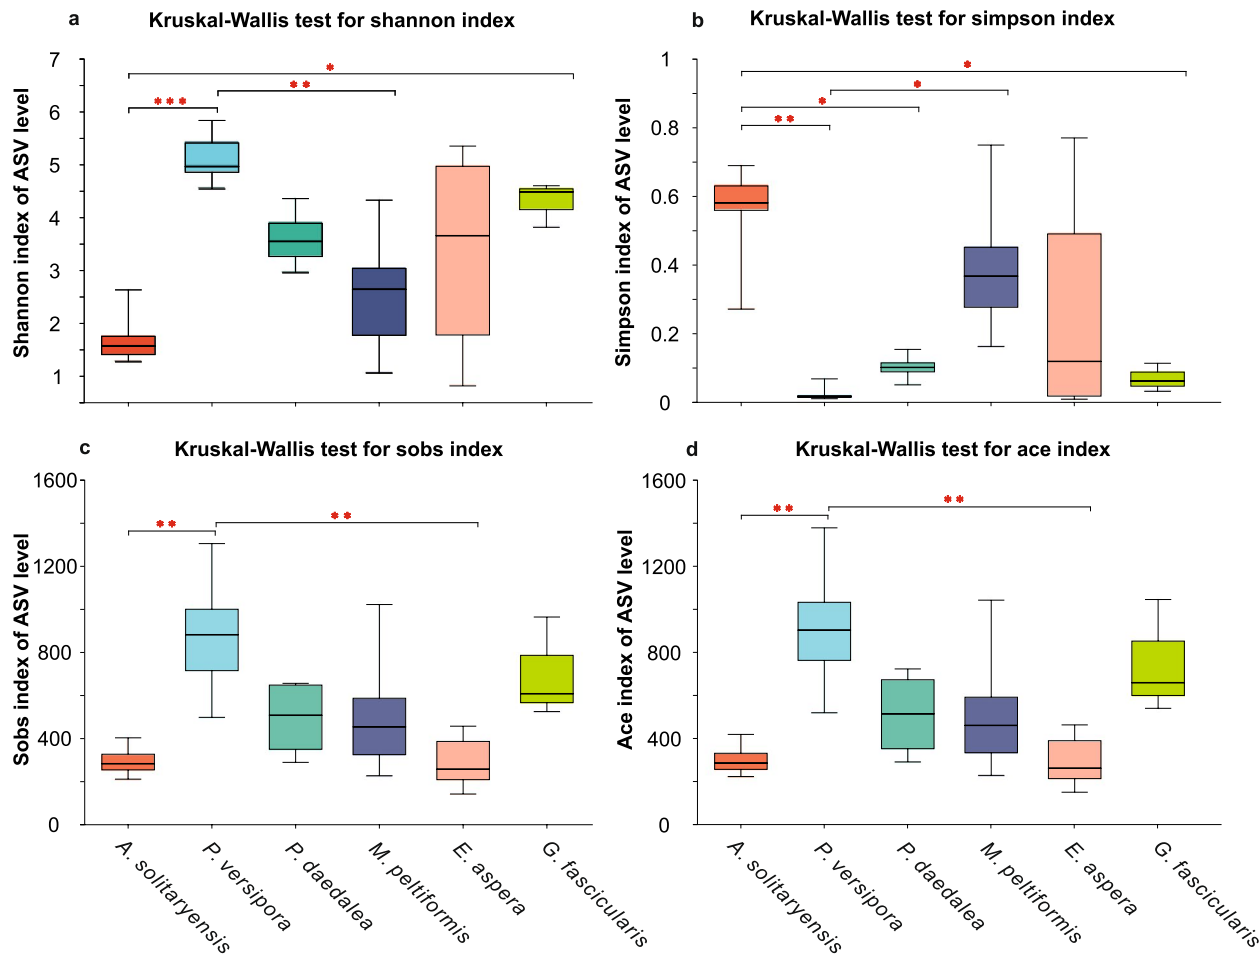 a
Kruskal-Wallis test for shannon index
Shannon index of ASV level
7
6
5
4
3
2
1
*
**
***
b
Kruskal-Wallis test for simpson index
Simpson index of ASV level
1
0.8
0.6
0.4
0.2
0
*
*
*
**
c
Kruskal-Wallis test for sobs index
Sobs index of ASV level
1600
1200
800
400
0
**
**
A. solitaryensis
P. versipora
P. daedalea
M. peltiformis
E. aspera
G. fascicularis
d
Kruskal-Wallis test for ace index
Ace index of ASV level
1600
1200
800
400
0
**
**
A. solitaryensis
P. versipora
P. daedalea
M. peltiformis
E. aspera
G. fascicularis